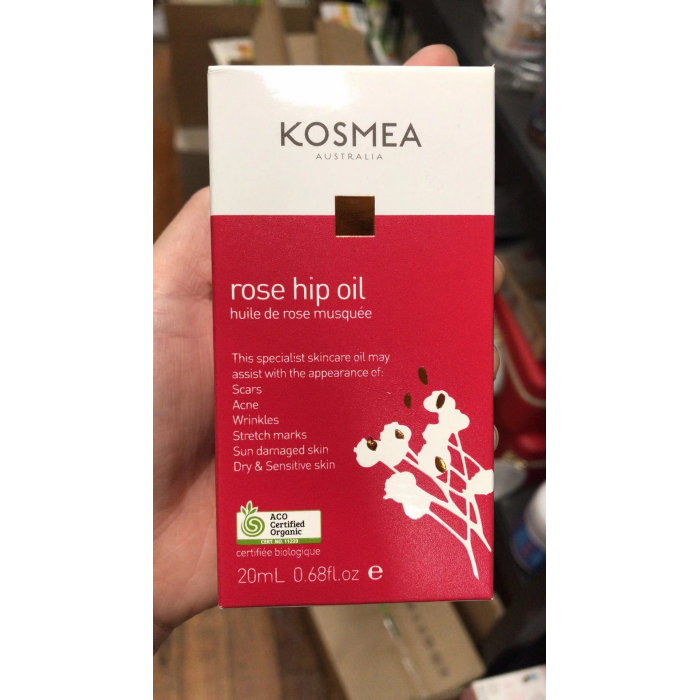 KOSMEA
AUSTRALIA
rose hip oil
huile de rose musquée
This specialist skincare oil may
assist with the appearance of:
Scars
Acne
Wrinkles
Stretch marks
Sun damaged skin
Dry & Sensitive skin
ACO
Certified
Organic
certifiée biologique
20mL 0.68fl.oz e